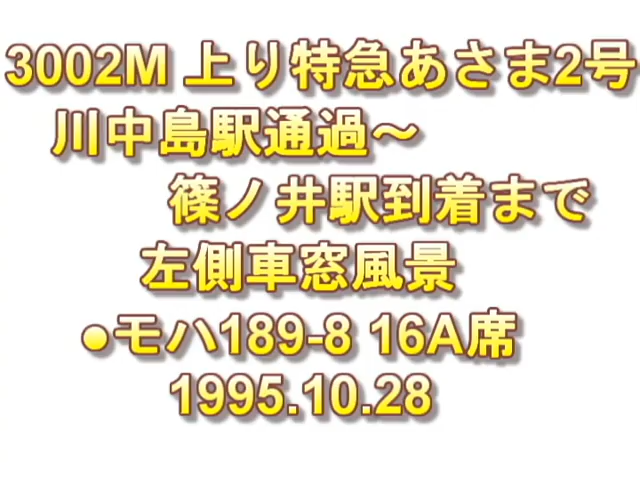 3002M 上り特急あさま2号
川中島駅通過～
篠ノ井駅到着まで
左側車窓風景
●モハ189-8 16A席
1995.10.28